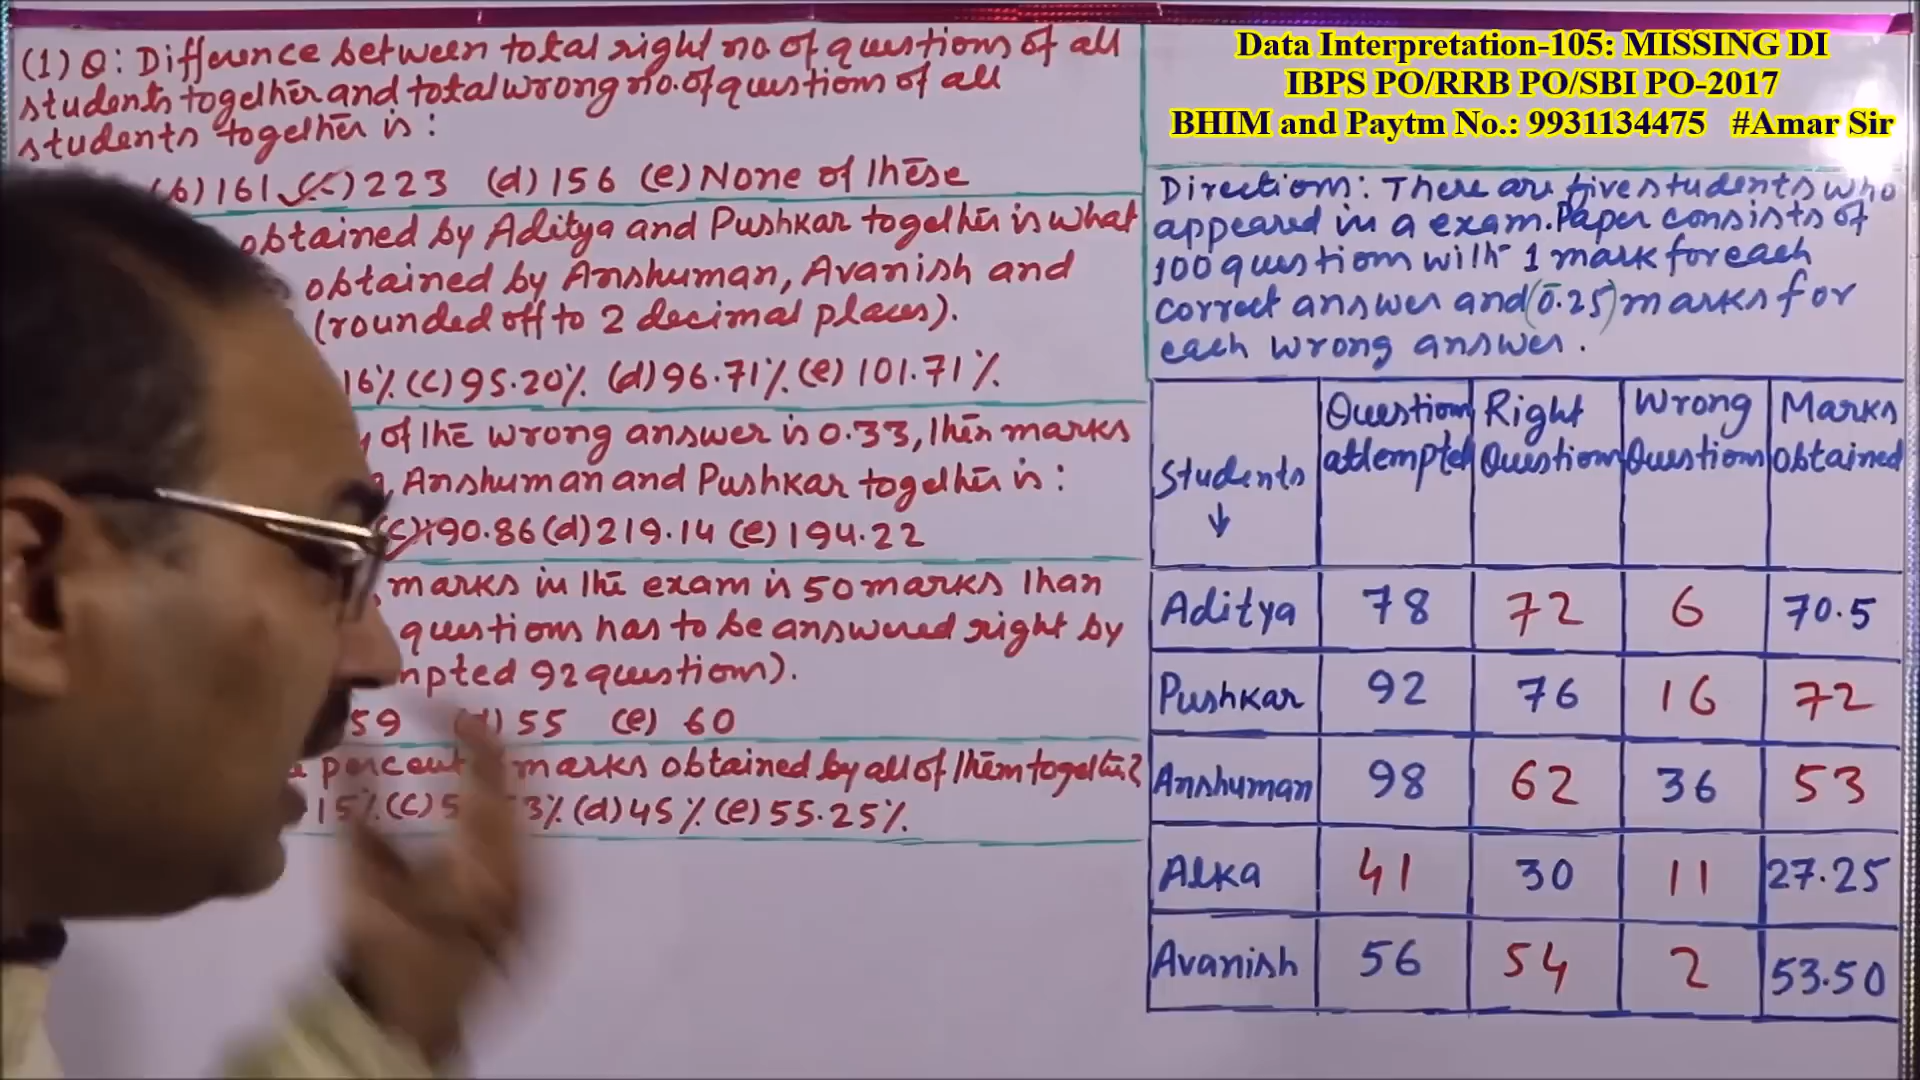 (1) Q: Difference between total right no. of questions of all
students together and total wrong no. of questions of all
students together is :
(b) 161 (c) 223 (d) 156 (e) None of these
obtained by Aditya and Pushkar together is what
obtained by Anshuman, Avanish and
(rounded off to 2 decimal places).
16% (c) 95.20% (d) 96.71% (e) 101.71%
of the wrong answer is 0.33, then marks
, Anshuman and Pushkar together is :
(c) 190.86 (d) 219.14 (e) 194.22
marks in the exam is 50 marks than
questions has to be answered right by
mpted 92 question).
59 (d) 55 (e) 60
percent marks obtained by all of them together?
15% (c) 5 3% (d) 45% (e) 55.25%.
Data Interpretation-105: MISSING DI
IBPS PO/RRB PO/SBI PO-2017
BHIM and Paytm No.: 9931134475 #Amar Sir
Directions: There are five students who
appeared in a exam. Paper consists of
100 question with 1 mark for each
correct answer and (0.25) marks for
each wrong answer.
Students ↓ Question attempted Right Question Wrong Question Marks obtained
Aditya 78 72 6 70.5
Pushkar 92 76 16 72
Anshuman 98 62 36 53
Alka 41 30 11 27.25
Avanish 56 54 2 53.50